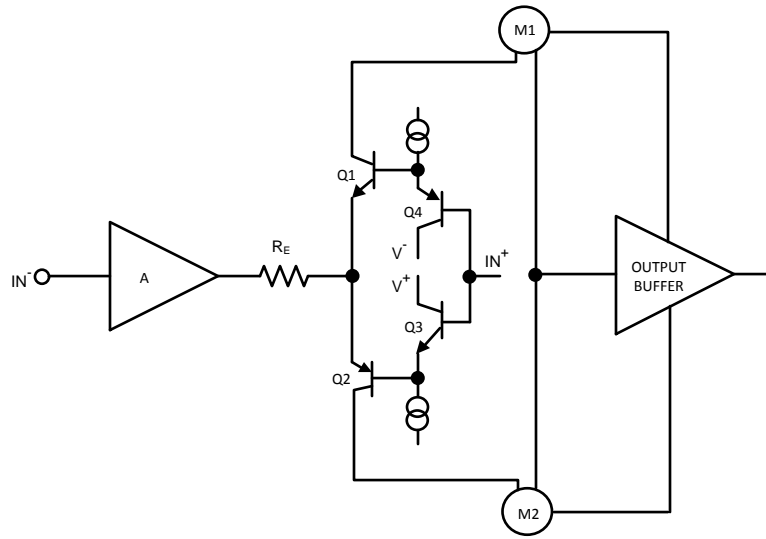 M1
Q1
Q4
IN-
A
RE
V-
V+
IN+
OUTPUT
BUFFER
Q3
Q2
M2